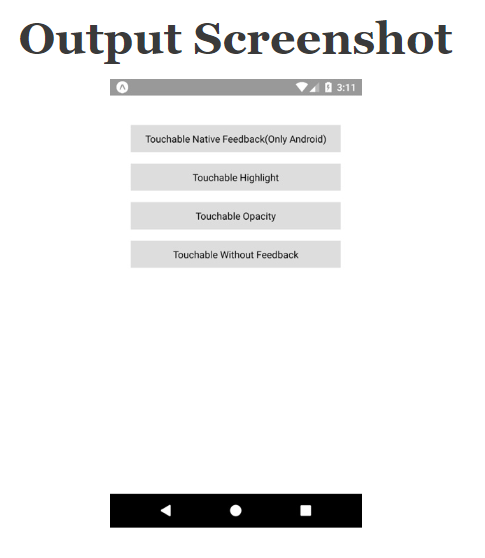 Output Screenshot
3:11
Touchable Native Feedback(Only Android)
Touchable Highlight
Touchable Opacity
Touchable Without Feedback